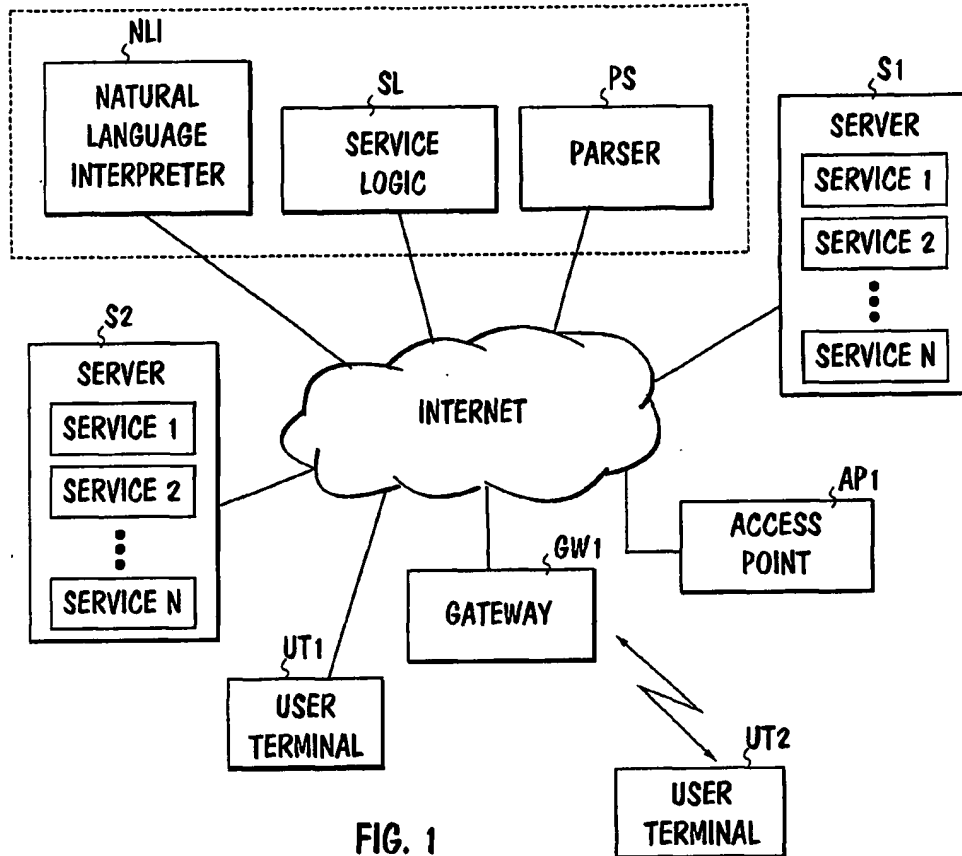 NLI
NATURAL
LANGUAGE
INTERPRETER
SL
SERVICE
LOGIC
PS
PARSER
S1
SERVER
SERVICE 1
SERVICE 2
SERVICE N
S2
SERVER
SERVICE 1
SERVICE 2
SERVICE N
INTERNET
AP1
ACCESS
POINT
GW1
GATEWAY
UT1
USER
TERMINAL
UT2
USER
TERMINAL
FIG. 1